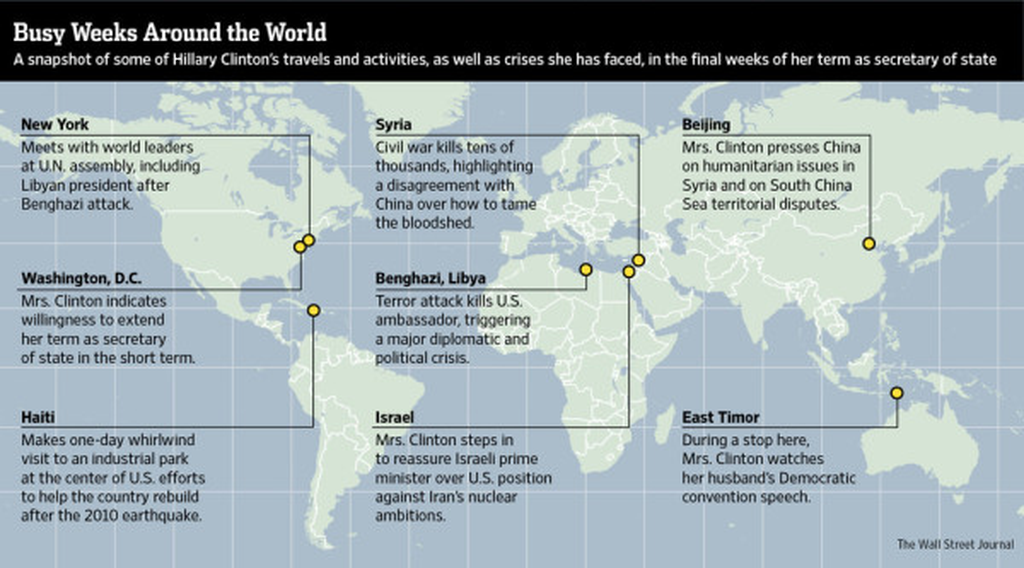 Busy Weeks Around the World
A snapshot of some of Hillary Clinton's travels and activities, as well as crises she has faced, in the final weeks of her term as secretary of state
New York
Meets with world leaders
at U.N. assembly, including
Libyan president after
Benghazi attack.
Washington, D.C.
Mrs. Clinton indicates
willingness to extend
her term as secretary
of state in the short term.
Haiti
Makes one-day whirlwind
visit to an industrial park
at the center of U.S. efforts
to help the country rebuild
after the 2010 earthquake.
Syria
Civil war kills tens of
thousands, highlighting
a disagreement with
China over how to tame
the bloodshed.
Benghazi, Libya
Terror attack kills U.S.
ambassador, triggering
a major diplomatic and
political crisis.
Israel
Mrs. Clinton steps in
to reassure Israeli prime
minister over U.S. position
against Iran's nuclear
ambitions.
Beijing
Mrs. Clinton presses China
on humanitarian issues in
Syria and on South China
Sea territorial disputes.
East Timor
During a stop here,
Mrs. Clinton watches
her husband's Democratic
convention speech.
The Wall Street Journal